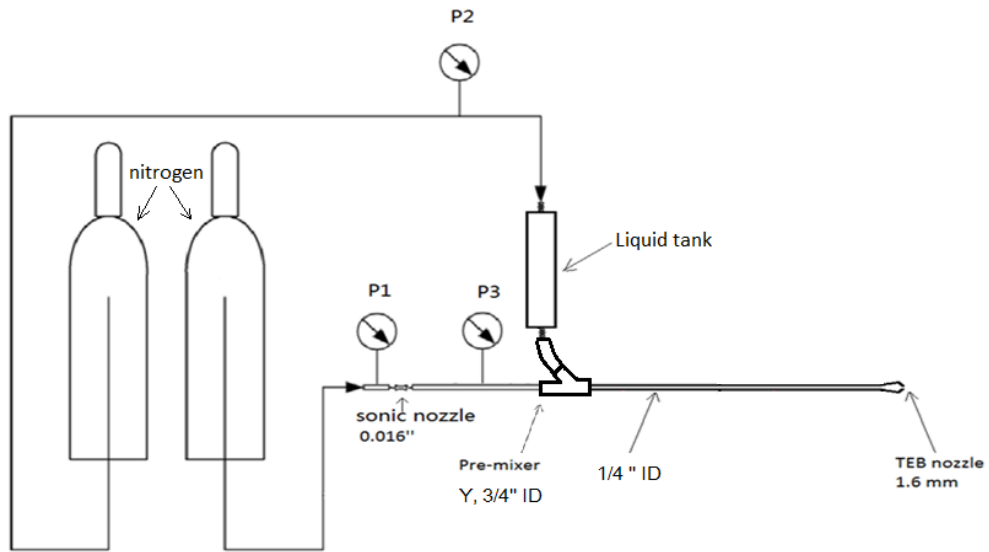 P2
nitrogen
Liquid tank
P1
P3
sonic nozzle
0.016''
Pre-mixer
Y, 3/4" ID
1/4 " ID
TEB nozzle
1.6 mm